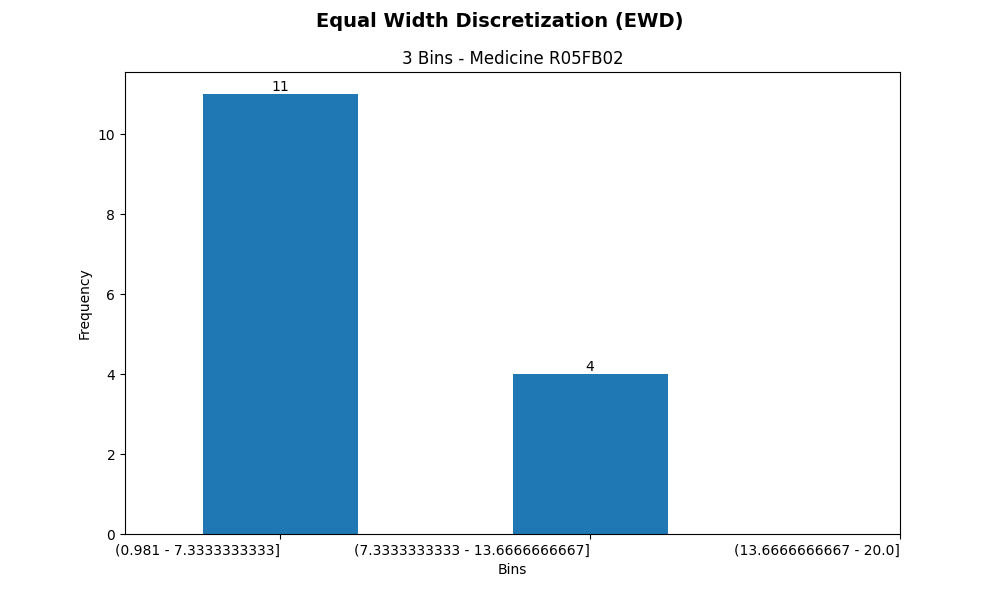 Equal Width Discretization (EWD)
3 Bins - Medicine R05FB02
11
10
8
6
4
4
2
0
Frequency
(0.981 - 7.3333333333]
(7.3333333333 - 13.6666666667]
(13.6666666667 - 20.0]
Bins